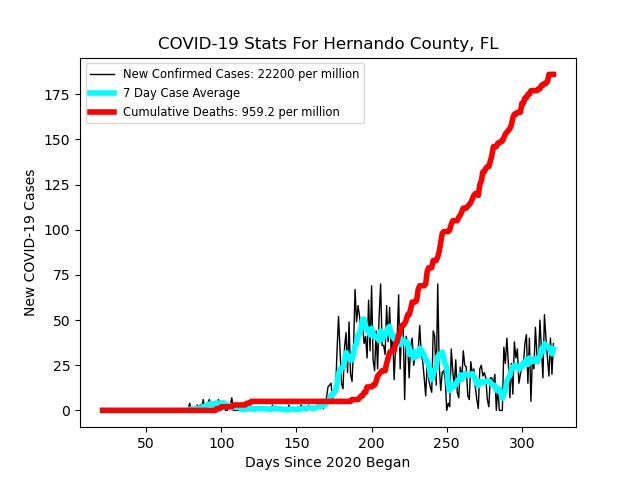 COVID-19 Stats For Hernando County, FL
New Confirmed Cases: 22200 per million
7 Day Case Average
Cumulative Deaths: 959.2 per million
New COVID-19 Cases
175
150
125
100
75
50
25
0
50
100
150
200
250
300
Days Since 2020 Began